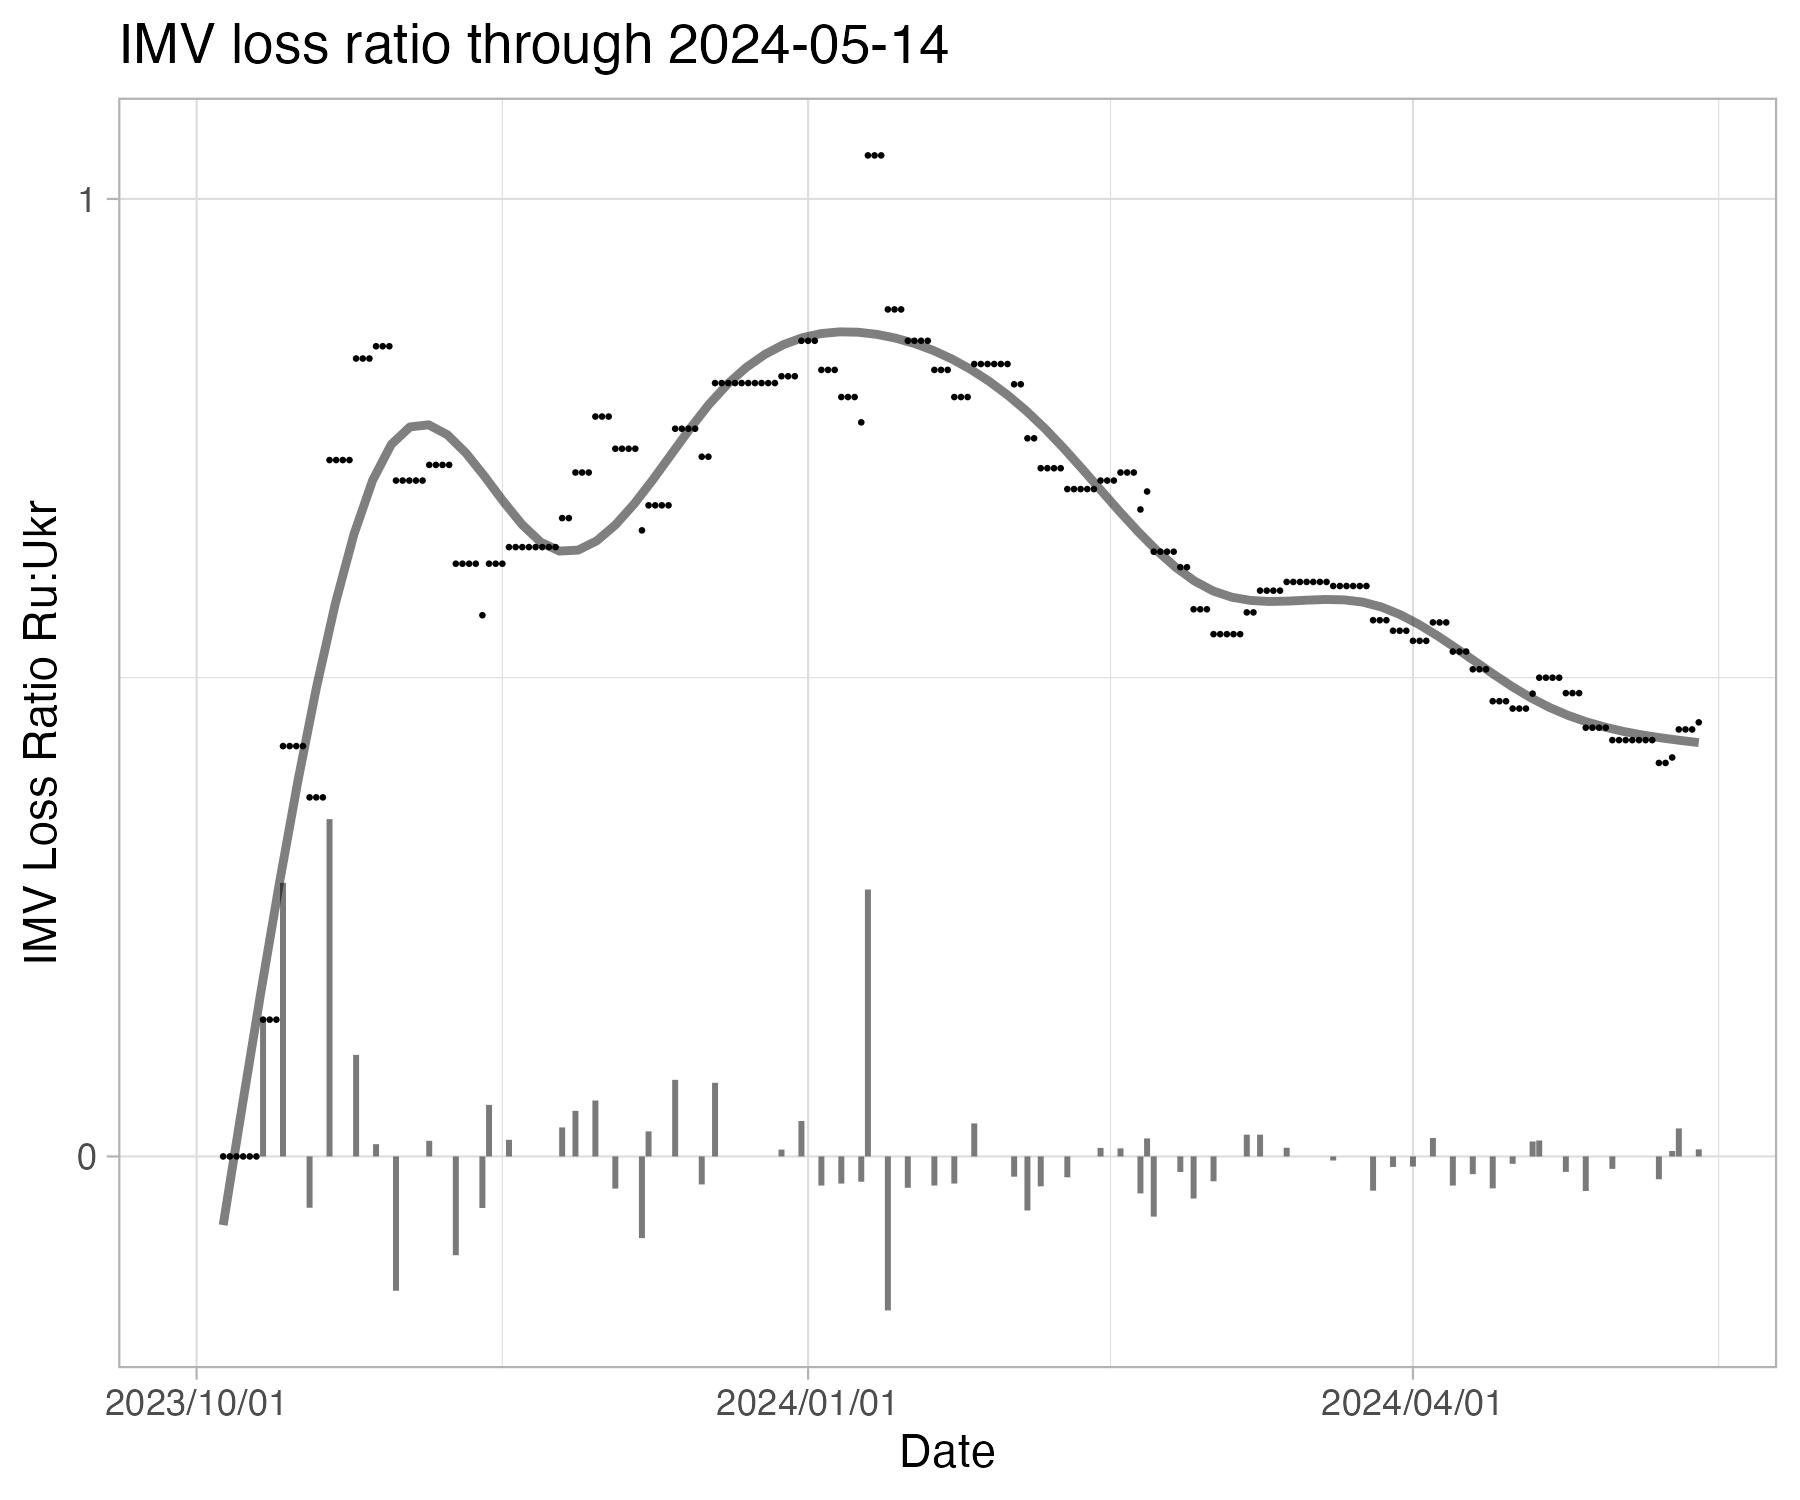 IMV loss ratio through 2024-05-14
IMV Loss Ratio Ru:Ukr
1
0
2023/10/01
2024/01/01
2024/04/01
Date